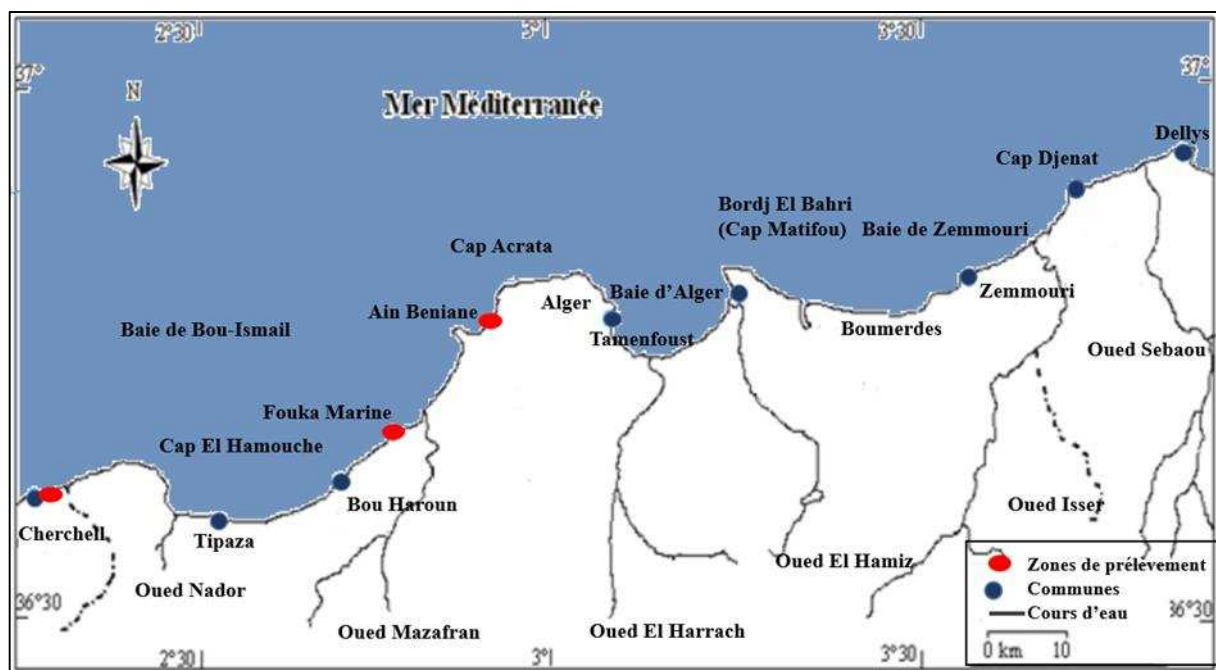 2°30
3°
3°30
37°
37°
N
Mer Méditerranée
Dellys
Cap Djenat
Bordj El Bahri
(Cap Matifou)
Baie de Zemmouri
Cap Acrata
Baie d'Alger
Zemmouri
Alger
Ain Beniane
Baie de Bou-Ismail
Tamenfoust
Boumerdes
Oued Sebaou
Fouka Marine
Cap El Hamouche
Bou Haroun
Oued Isser
Cherchell
Tipaza
Oued El Hamiz
Oued Nador
Oued Mazafran
Oued El Harrach
Zones de prélèvement
Communes
Cours d'eau
0 km 10
36°30
36°30
2°30
3°
3°30